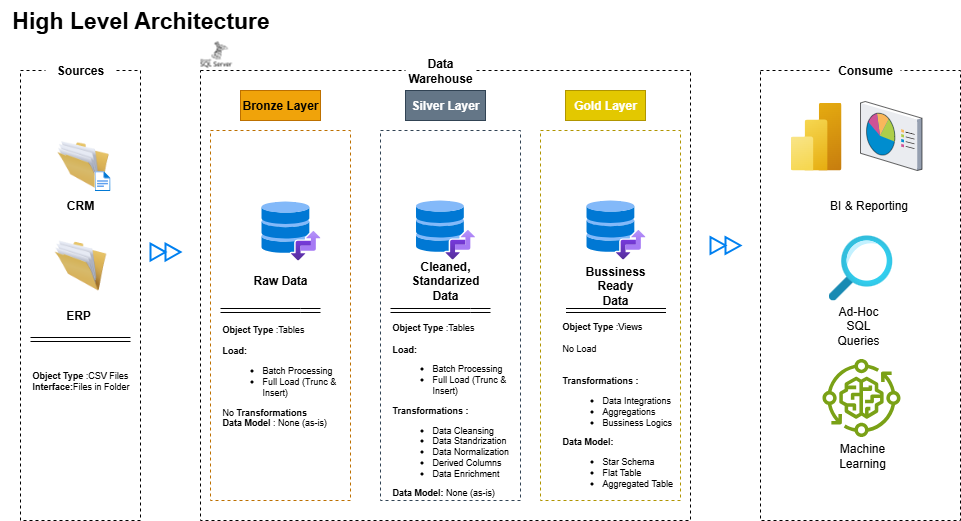 High Level Architecture
Sources
CRM
ERP
Object Type :CSV Files
Interface:Files in Folder
SQL Server
Data
Warehouse
Bronze Layer
Raw Data
Object Type :Tables
Load:
Batch Processing
Full Load (Trunc &
Insert)
No Transformations
Data Model : None (as-is)
Silver Layer
Cleaned,
Standarized
Data
Object Type :Tables
Load:
Batch Processing
Full Load (Trunc &
Insert)
Transformations :
Data Cleansing
Data Standrization
Data Normalization
Derived Columns
Data Enrichment
Data Model: None (as-is)
Gold Layer
Bussiness
Ready
Data
Object Type :Views
No Load
Transformations :
Data Integrations
Aggregations
Bussiness Logics
Data Model:
Star Schema
Flat Table
Aggregated Table
Consume
BI & Reporting
Ad-Hoc
SQL
Queries
Machine
Learning